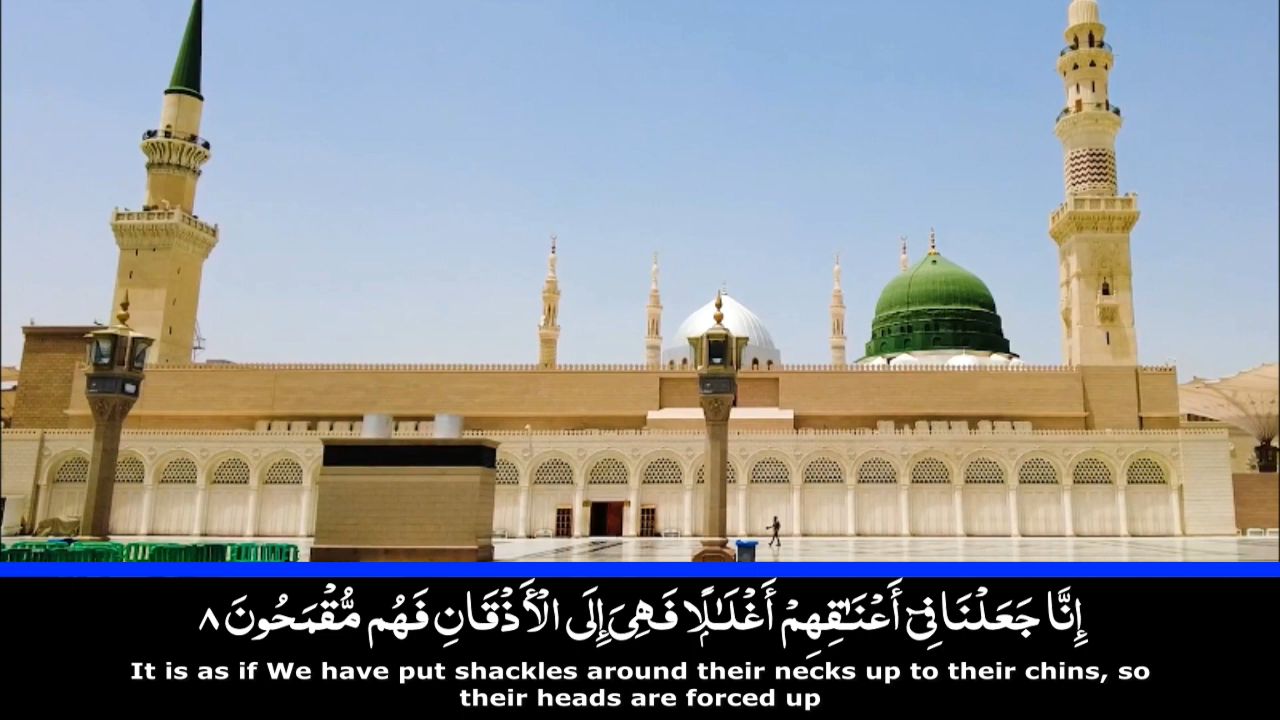 إِنَّا جَعَلْنَا فِىٓ أَعْنَـٰقِهِمْ أَغْلَـٰلًا فَهِىَ إِلَى ٱلْأَذْقَانِ فَهُم مُّقْمَحُونَ ٨
It is as if We have put shackles around their necks up to their chins, so
their heads are forced up